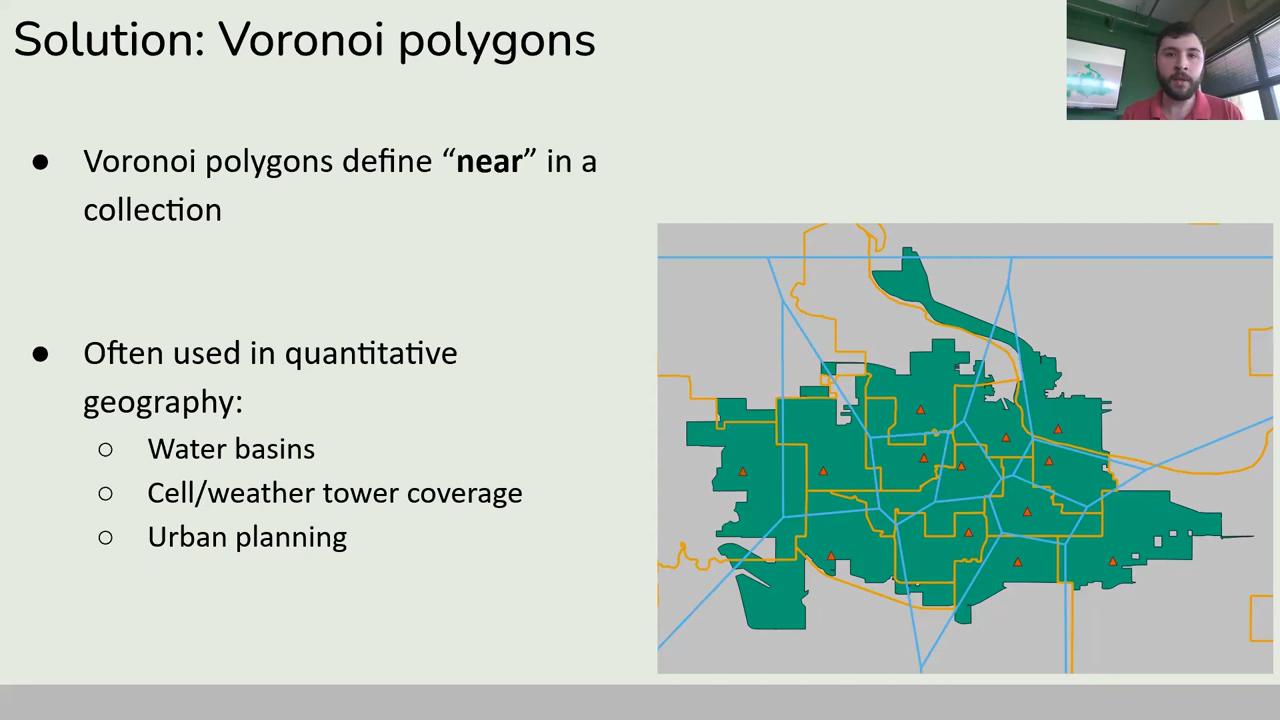 Solution: Voronoi polygons
● Voronoi polygons define “near” in a
collection
● Often used in quantitative
geography:
○ Water basins
○ Cell/weather tower coverage
○ Urban planning